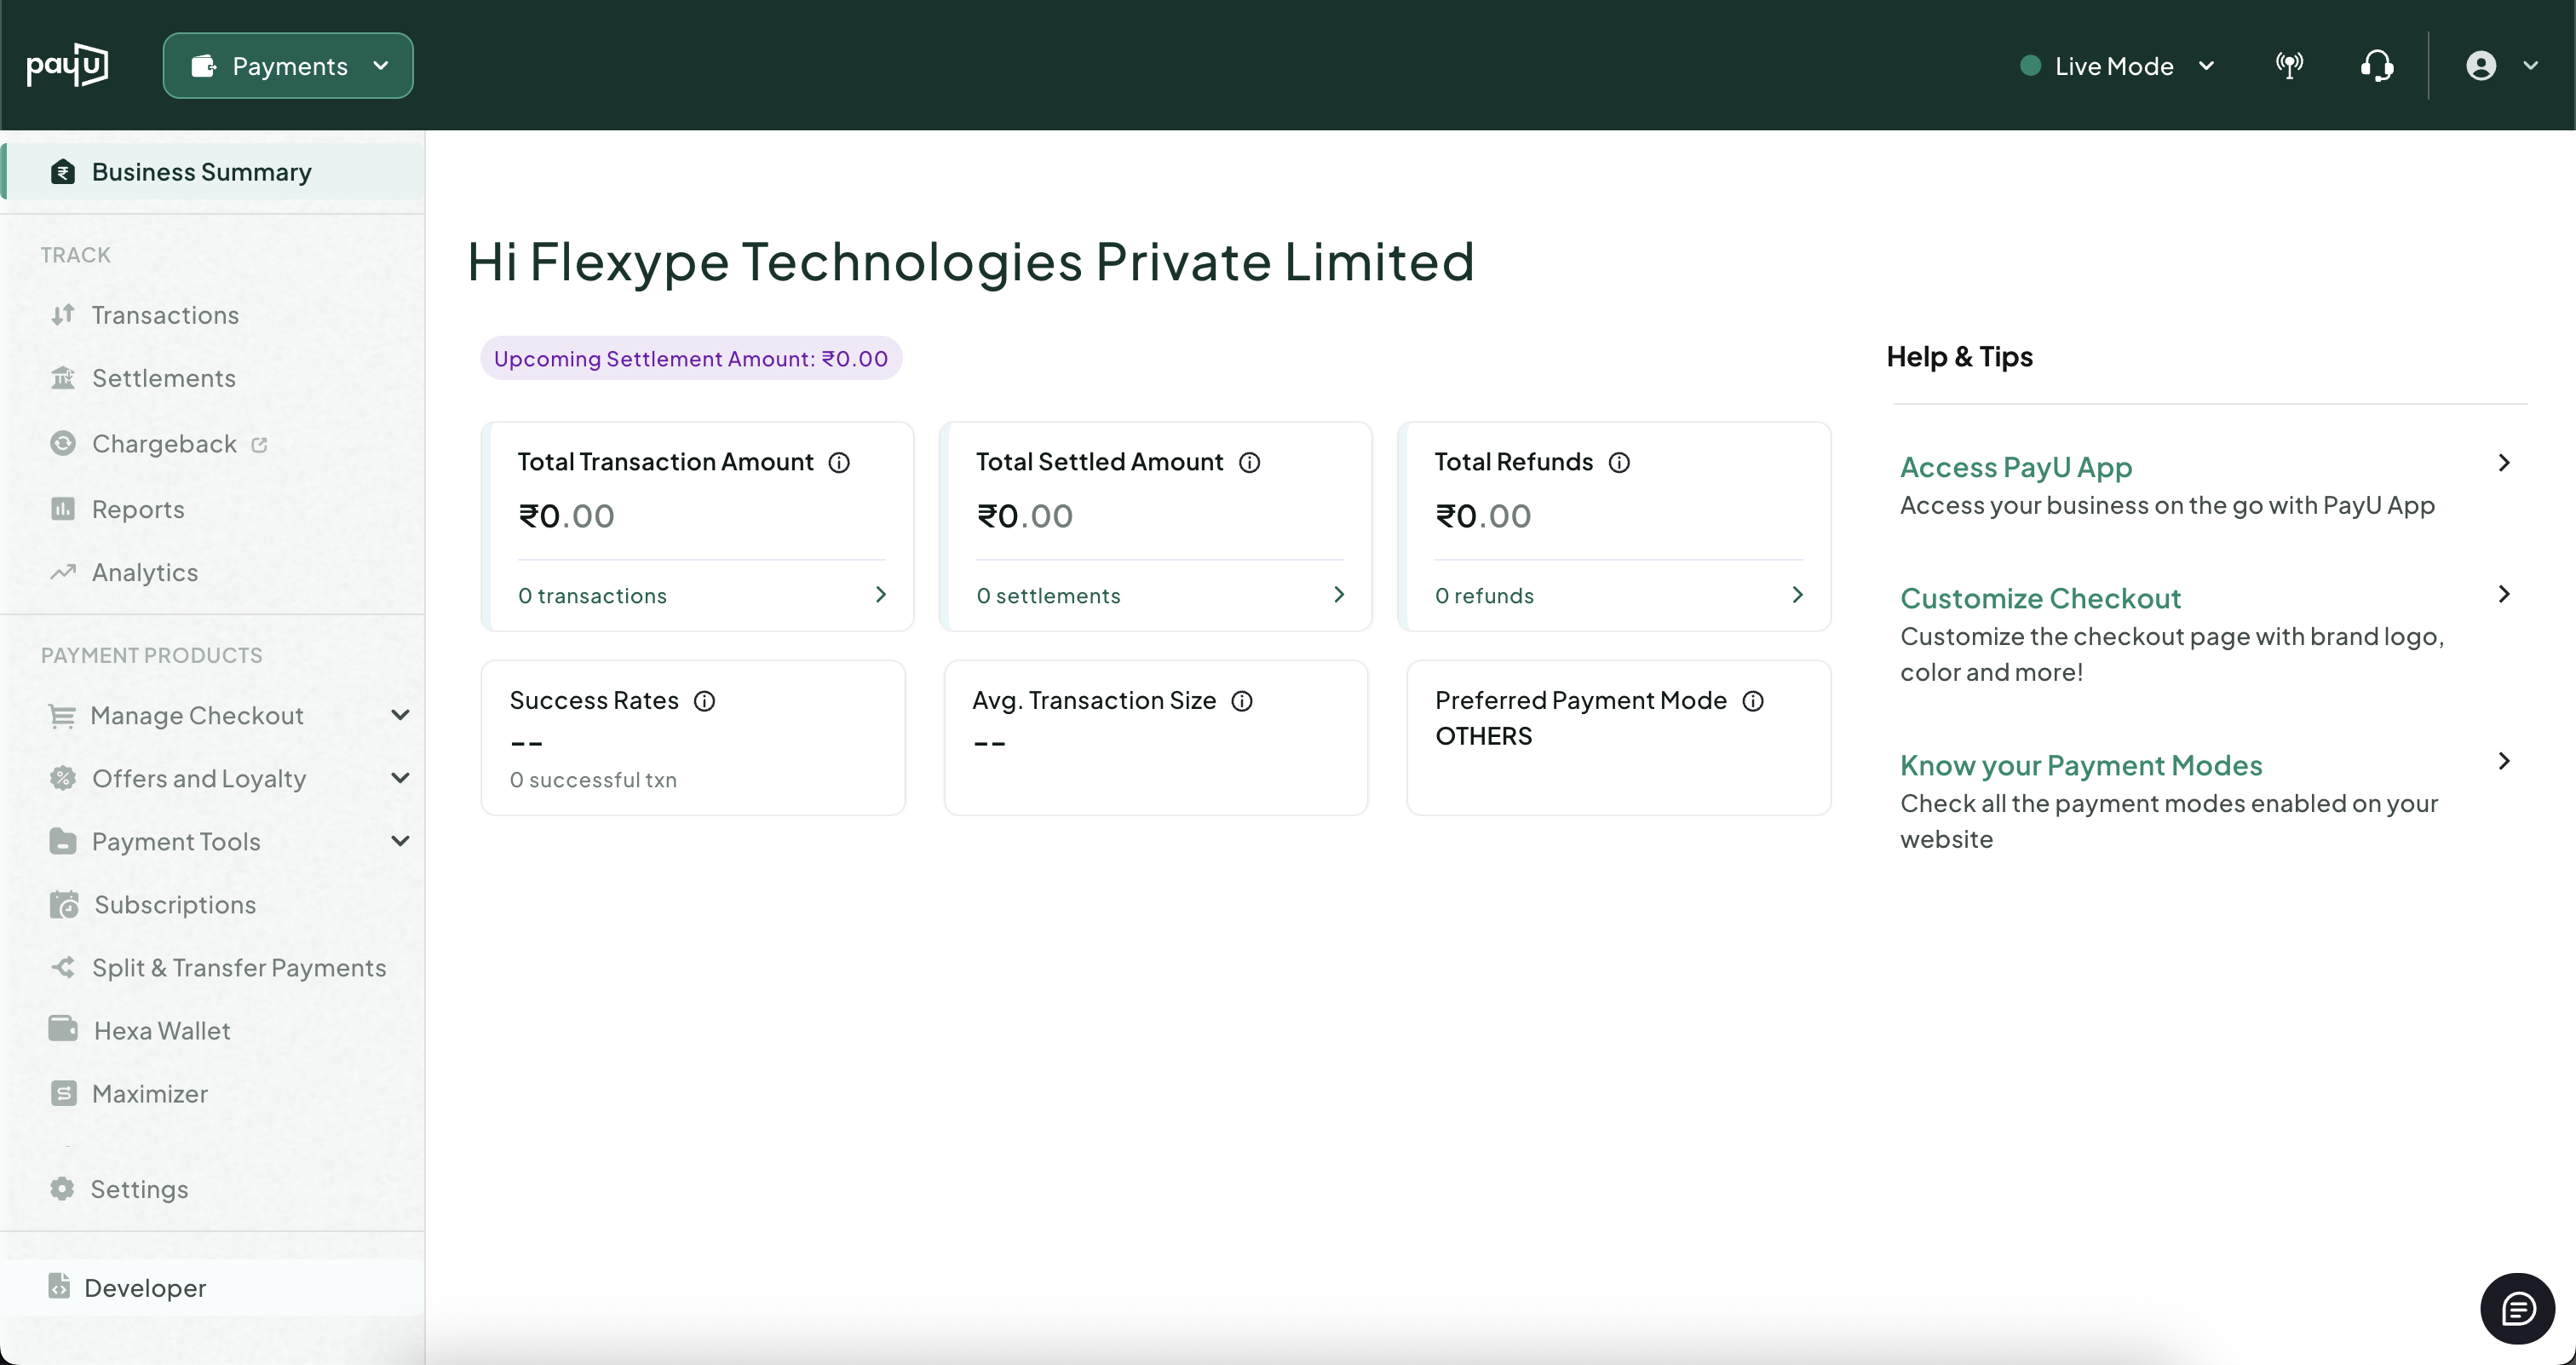 payU
Payments
Live Mode
Business Summary
TRACK
Transactions
Settlements
Chargeback
Reports
Analytics
PAYMENT PRODUCTS
Manage Checkout
Offers and Loyalty
Payment Tools
Subscriptions
Split & Transfer Payments
Hexa Wallet
Maximizer
Settings
Developer
Hi Flexype Technologies Private Limited
Upcoming Settlement Amount: ₹0.00
Total Transaction Amount
₹0.00
0 transactions
Total Settled Amount
₹0.00
0 settlements
Total Refunds
₹0.00
0 refunds
Success Rates
--
0 successful txn
Avg. Transaction Size
--
Preferred Payment Mode
OTHERS
Help & Tips
Access PayU App
Access your business on the go with PayU App
Customize Checkout
Customize the checkout page with brand logo,
color and more!
Know your Payment Modes
Check all the payment modes enabled on your
website